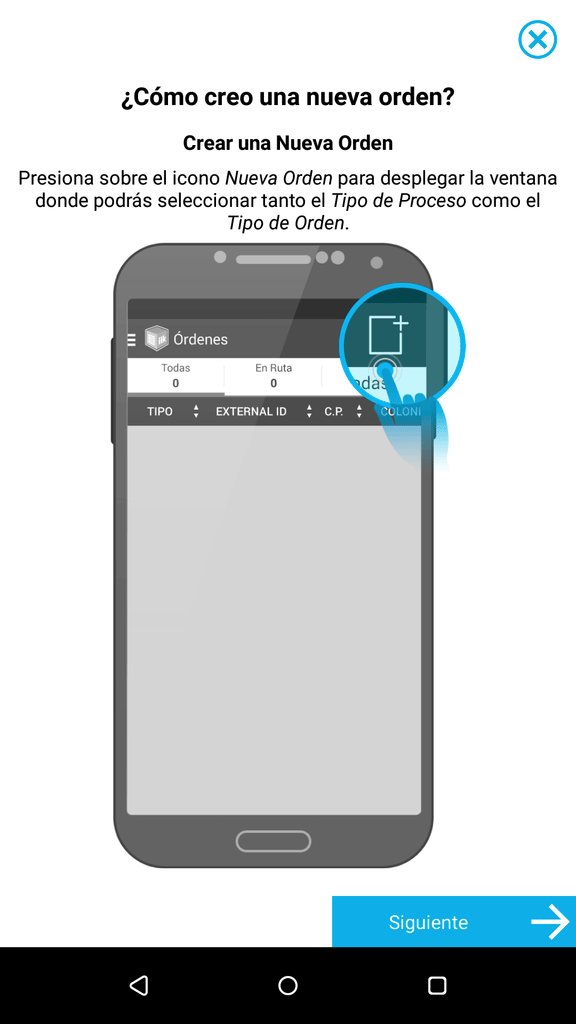 ¿Cómo creo una nueva orden?
Crear una Nueva Orden
Presiona sobre el icono Nueva Orden para desplegar la ventana
donde podrás seleccionar tanto el Tipo de Proceso como el
Tipo de Orden.
Órdenes
Todas
0
En Ruta
0
adas
TIPO EXTERNAL ID C.P. COLONI
Siguiente